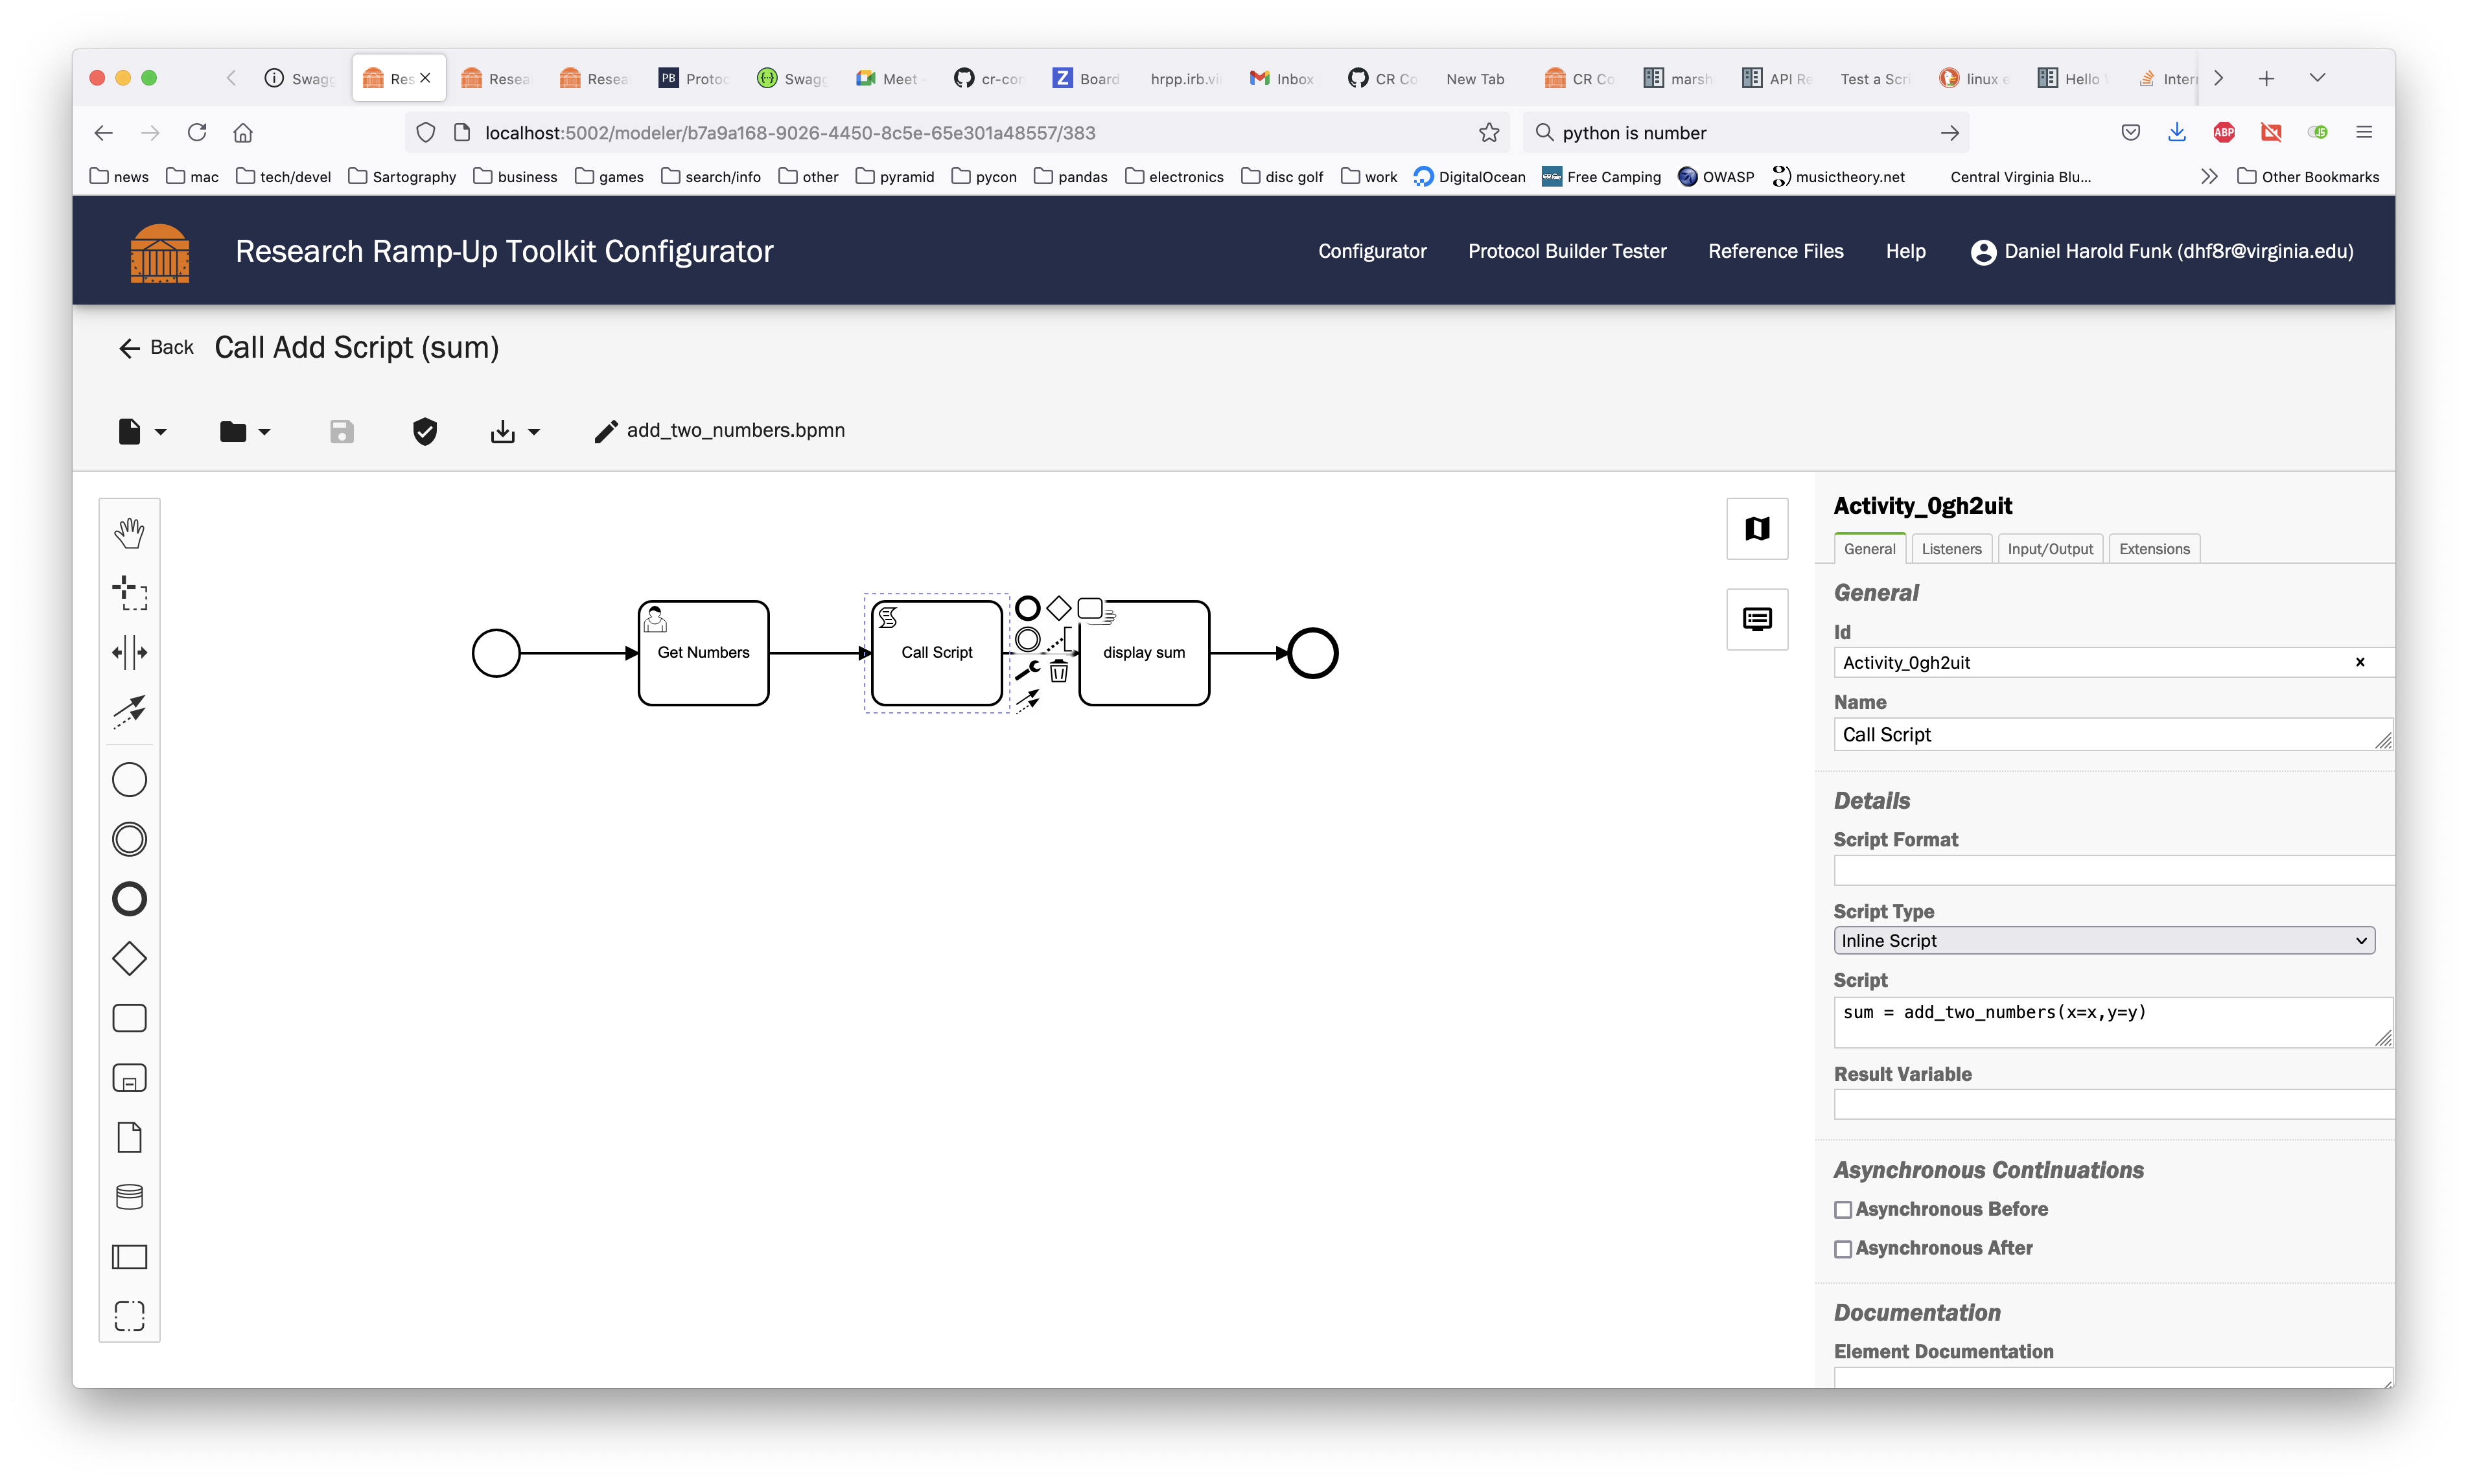 Swag
Res
Resea
Resea
PB Protoc
Swagg
Meet -
cr-con
Z Board
hrpp.irb.vi
Inbox
CR Co
New Tab
CR Co
marsh
API Re
Test a Scri
linux e
Hello
Inter
localhost:5002/modeler/b7a9a168-9026-4450-8c5e-65e301a48557/383
python is number
ABP
JS
news
mac
tech/devel
Sartography
business
games
search/info
other
pyramid
pycon
pandas
electronics
disc golf
work
DigitalOcean
Free Camping
OWASP
musictheory.net
Central Virginia Blu...
Other Bookmarks
Research Ramp-Up Toolkit Configurator
Configurator
Protocol Builder Tester
Reference Files
Help
Daniel Harold Funk (dhf8r@virginia.edu)
Back
Call Add Script (sum)
add_two_numbers.bpmn
Get Numbers
Call Script
display sum
Activity_0gh2uit
General
Listeners
Input/Output
Extensions
General
Id
Activity_0gh2uit
Name
Call Script
Details
Script Format
Script Type
Inline Script
Script
sum = add_two_numbers(x=x,y=y)
Result Variable
Asynchronous Continuations
Asynchronous Before
Asynchronous After
Documentation
Element Documentation